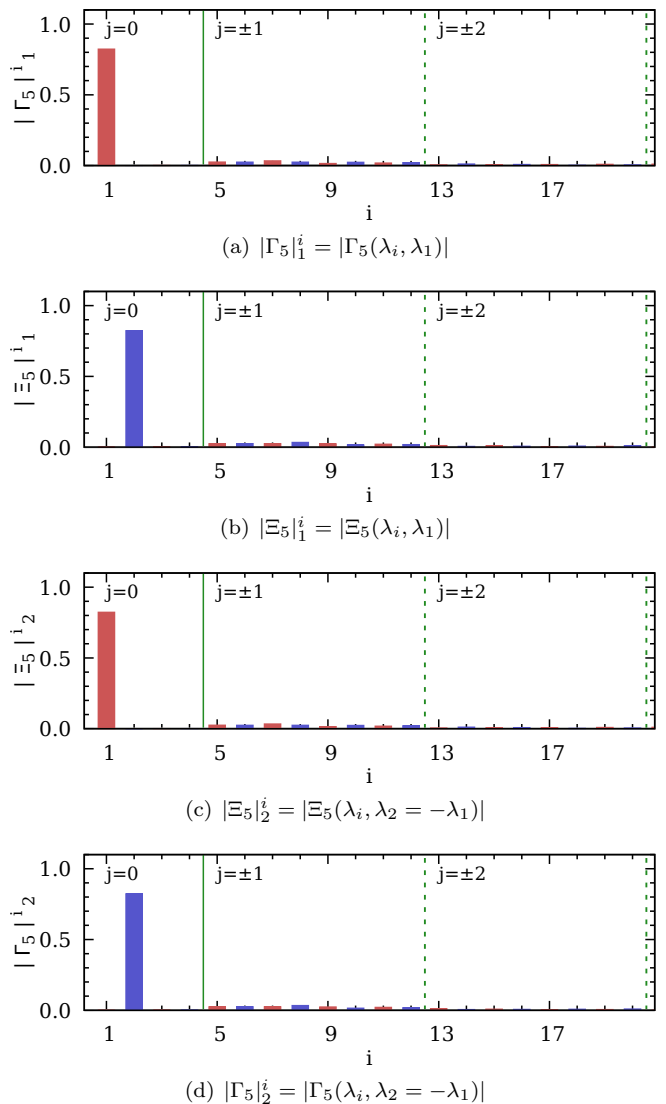 1.0
j=0 j=±1 j=±2
0.5
| Γ₅ |ⁱ₁
0.0
1 5 9 13 17
i
(a) |Γ₅|ⁱ₁ = |Γ₅(λᵢ, λ₁)|
1.0
j=0 j=±1 j=±2
0.5
| Ξ₅ |ⁱ₁
0.0
1 5 9 13 17
i
(b) |Ξ₅|ⁱ₁ = |Ξ₅(λᵢ, λ₁)|
1.0
j=0 j=±1 j=±2
0.5
| Ξ₅ |ⁱ₂
0.0
1 5 9 13 17
i
(c) |Ξ₅|ⁱ₂ = |Ξ₅(λᵢ, λ₂ = −λ₁)|
1.0
j=0 j=±1 j=±2
0.5
| Γ₅ |ⁱ₂
0.0
1 5 9 13 17
i
(d) |Γ₅|ⁱ₂ = |Γ₅(λᵢ, λ₂ = −λ₁)|